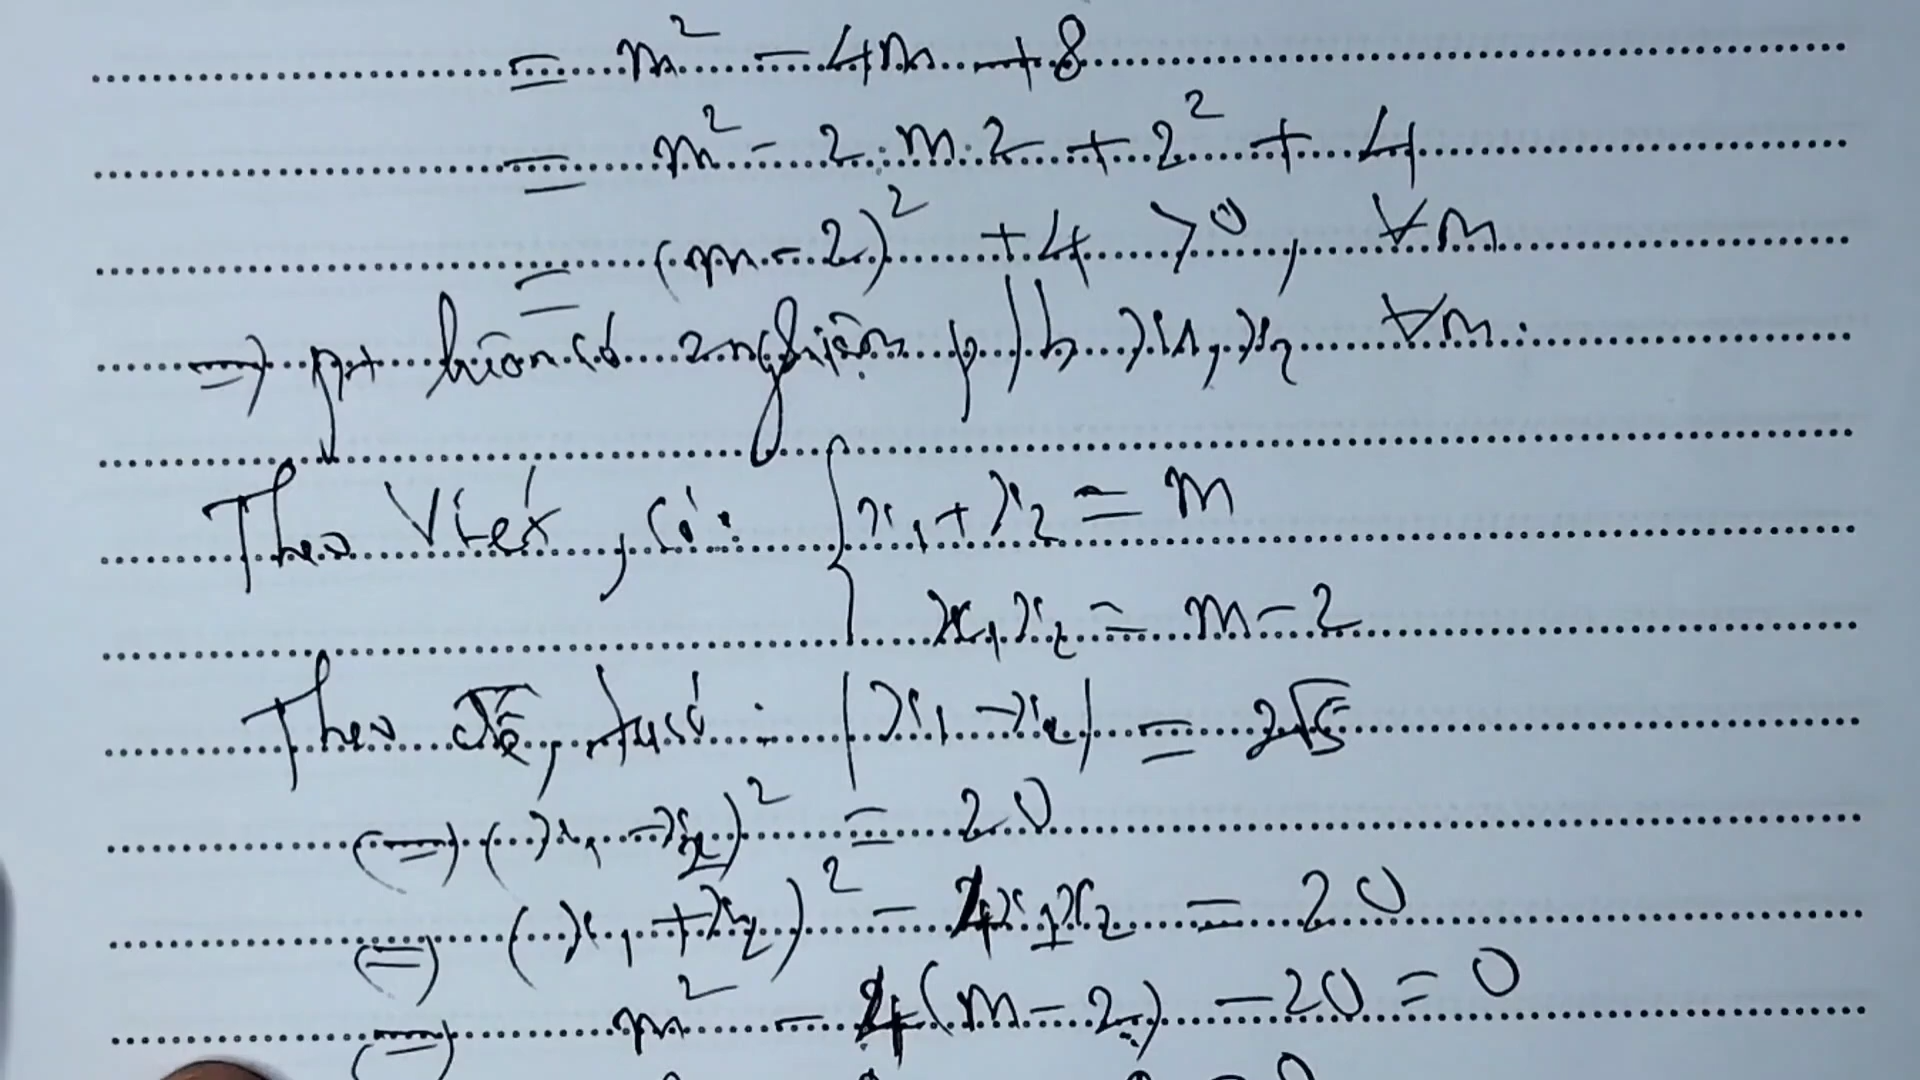 = m² - 4m + 8
= m² - 2.m.2 + 2² + 4
= (m - 2)² + 4 > 0, ∀m
=> pt luôn có 2 nghiệm p/b x₁, x₂ ∀m.
Theo Viét, có: { x₁ + x₂ = m
x₁x₂ = m - 2
Theo đề, ta có: |x₁ - x₂| = 2√5
<=> (x₁ - x₂)² = 20
<=> (x₁ + x₂)² - 4x₁x₂ = 20
<=> m² - 4(m - 2) - 20 = 0